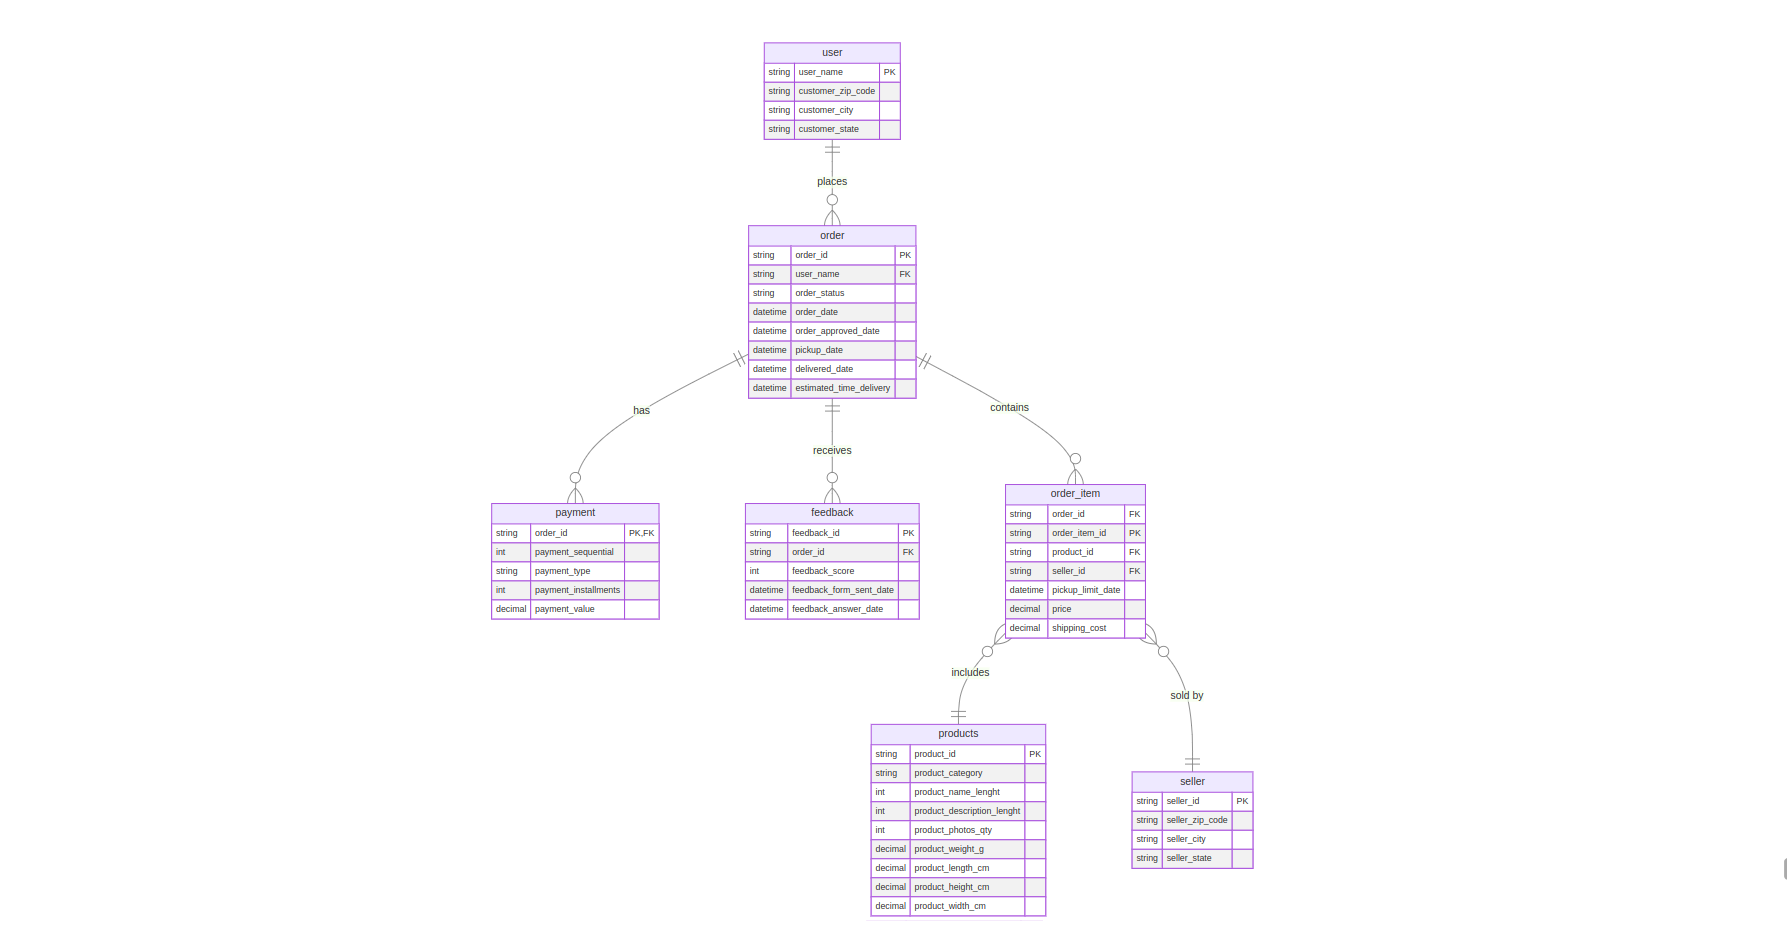 user
string user_name PK
string customer_zip_code
string customer_city
string customer_state
places
order
string order_id PK
string user_name FK
string order_status
datetime order_date
datetime order_approved_date
datetime pickup_date
datetime delivered_date
datetime estimated_time_delivery
has
receives
contains
payment
string order_id PK,FK
int payment_sequential
string payment_type
int payment_installments
decimal payment_value
feedback
string feedback_id PK
string order_id FK
int feedback_score
datetime feedback_form_sent_date
datetime feedback_answer_date
order_item
string order_id FK
string order_item_id PK
string product_id FK
string seller_id FK
datetime pickup_limit_date
decimal price
decimal shipping_cost
includes
sold by
products
string product_id PK
string product_category
int product_name_lenght
int product_description_lenght
int product_photos_qty
decimal product_weight_g
decimal product_length_cm
decimal product_height_cm
decimal product_width_cm
seller
string seller_id PK
string seller_zip_code
string seller_city
string seller_state